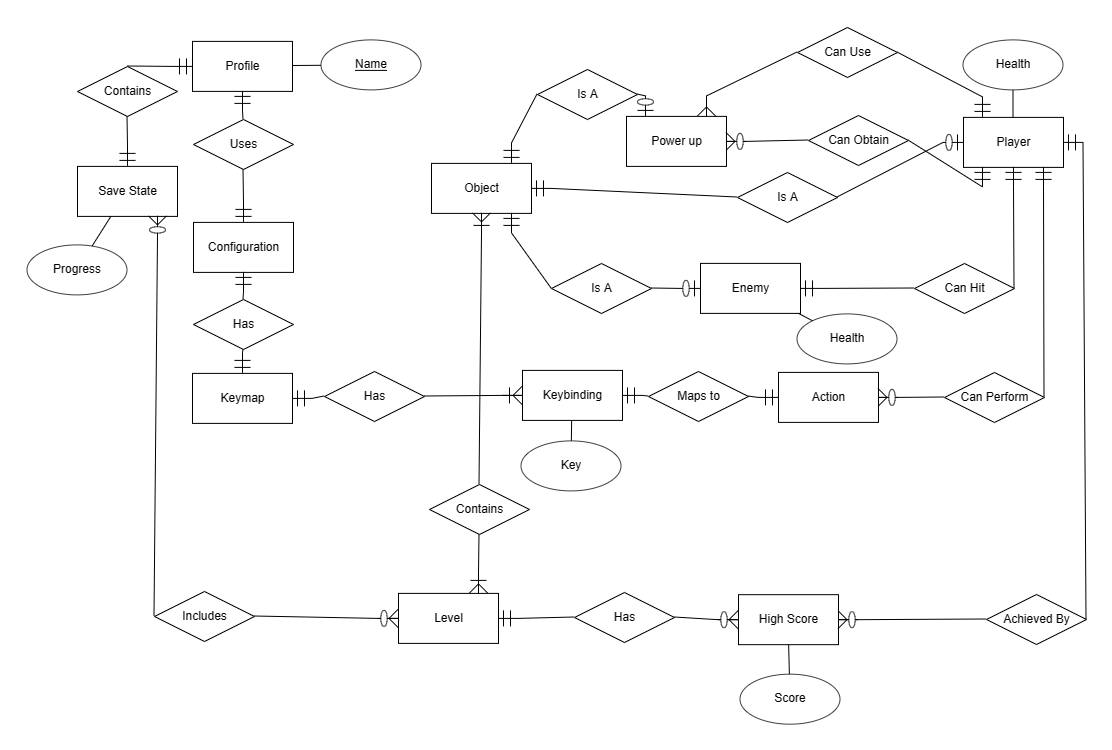 Can Use
Profile
Name
Health
Contains
Is A
Can Obtain
Power up
Player
Uses
Save State
Object
Is A
Configuration
Progress
Is A
Enemy
Can Hit
Has
Health
Keymap
Has
Keybinding
Maps to
Action
Can Perform
Key
Contains
Includes
Level
Has
High Score
Achieved By
Score